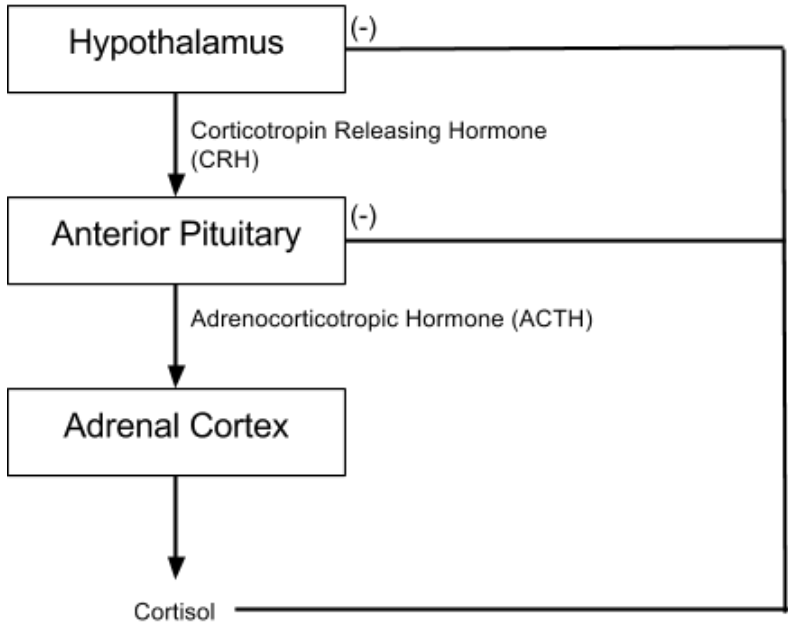 Hypothalamus
(-)
Corticotropin Releasing Hormone
(CRH)
Anterior Pituitary
(-)
Adrenocorticotropic Hormone (ACTH)
Adrenal Cortex
Cortisol